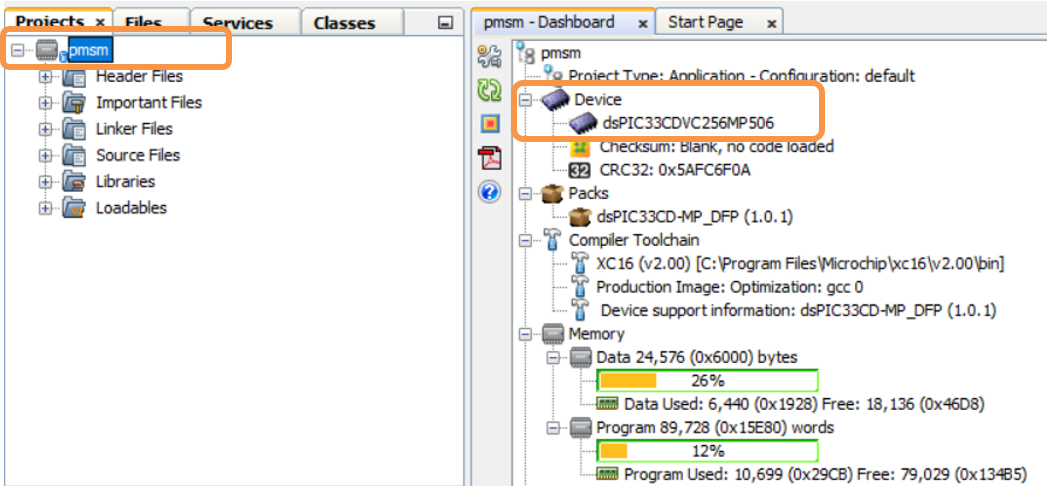 Projects × Files Services Classes
pmsm
Header Files
Important Files
Linker Files
Source Files
Libraries
Loadables
pmsm - Dashboard × Start Page ×
pmsm
Project Type: Application - Configuration: default
Device
dsPIC33CDVC256MP506
Checksum: Blank, no code loaded
32 CRC32: 0x5AFC6F0A
Packs
dsPIC33CD-MP_DFP (1.0.1)
Compiler Toolchain
XC16 (v2.00) [C:\Program Files\Microchip\xc16\v2.00\bin]
Production Image: Optimization: gcc 0
Device support information: dsPIC33CD-MP_DFP (1.0.1)
Memory
Data 24,576 (0x6000) bytes
26%
Data Used: 6,440 (0x1928) Free: 18,136 (0x46D8)
Program 89,728 (0x15E80) words
12%
Program Used: 10,699 (0x29CB) Free: 79,029 (0x134B5)